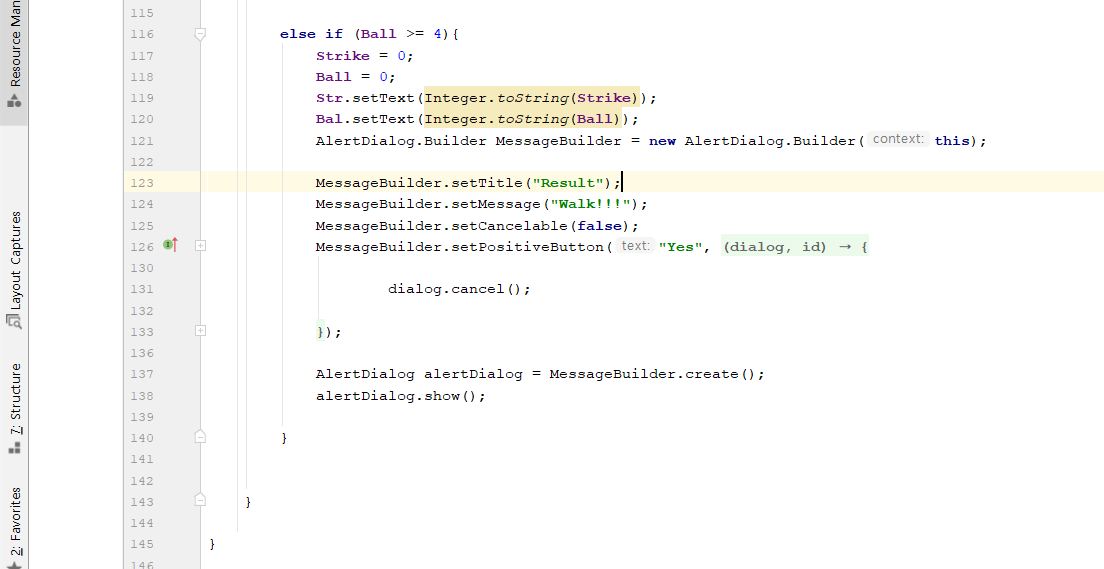 Resource Man
Layout Captures
7: Structure
2: Favorites
115
116 else if (Ball >= 4){
117 Strike = 0;
118 Ball = 0;
119 Str.setText(Integer.toString(Strike));
120 Bal.setText(Integer.toString(Ball));
121 AlertDialog.Builder MessageBuilder = new AlertDialog.Builder( context: this);
122
123 MessageBuilder.setTitle("Result");
124 MessageBuilder.setMessage("Walk!!!");
125 MessageBuilder.setCancelable(false);
126 MessageBuilder.setPositiveButton( text: "Yes", (dialog, id) → {
130
131 dialog.cancel();
132
133 });
136
137 AlertDialog alertDialog = MessageBuilder.create();
138 alertDialog.show();
139
140 }
141
142
143 }
144
145 }
146